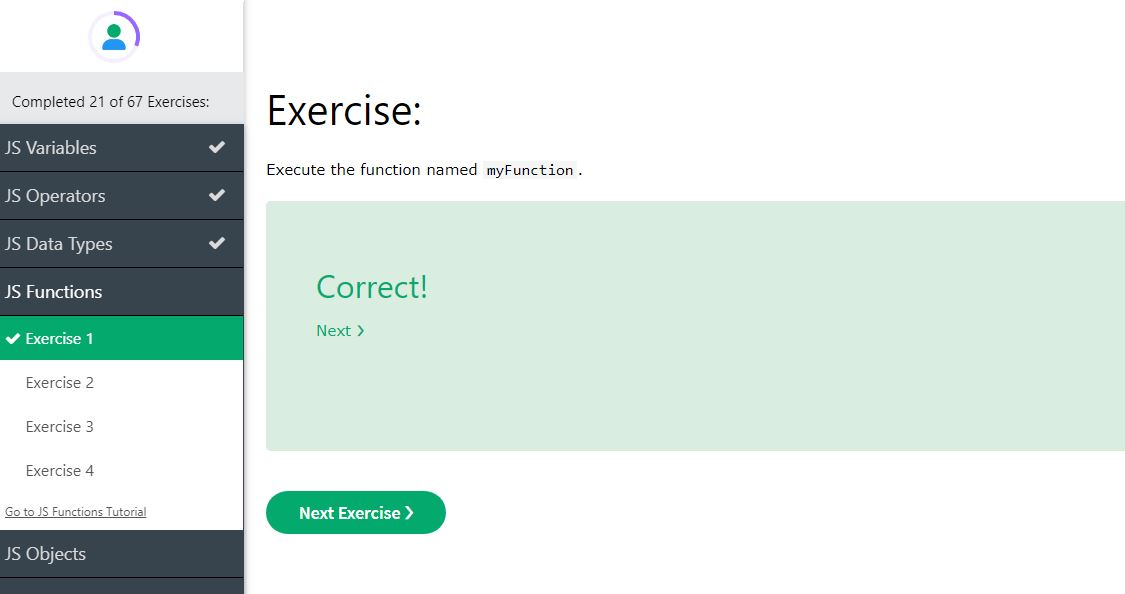 Completed 21 of 67 Exercises:
JS Variables
JS Operators
JS Data Types
JS Functions
Exercise 1
Exercise 2
Exercise 3
Exercise 4
Go to JS Functions Tutorial
JS Objects
Exercise:
Execute the function named myFunction.
Correct!
Next ❯
Next Exercise ❯